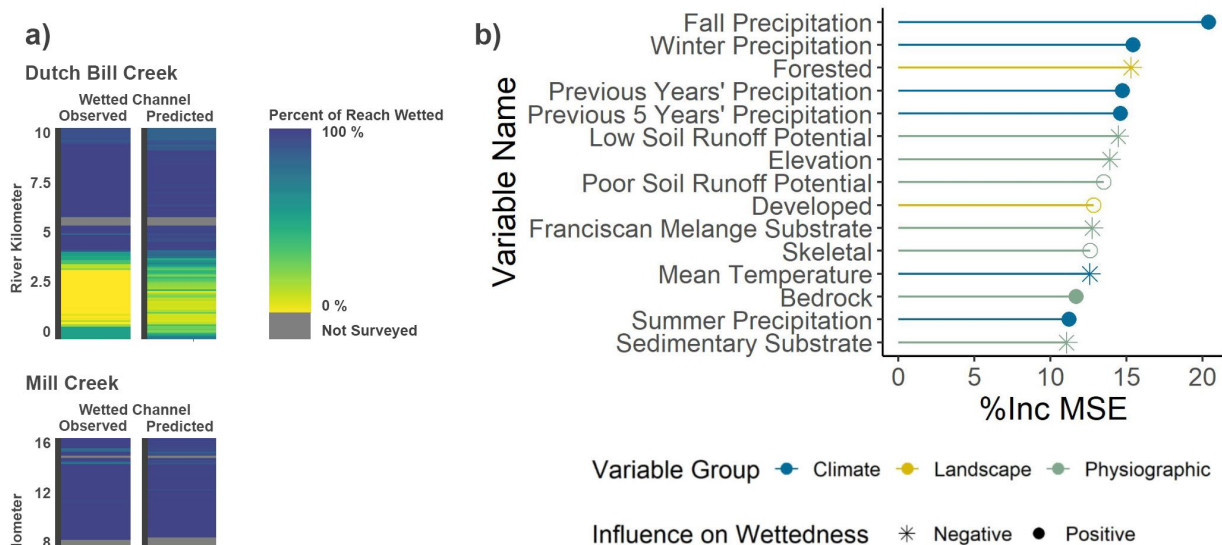 a)
Dutch Bill Creek
Wetted Channel
Observed Predicted
Percent of Reach Wetted
100 %
0 %
Not Surveyed
River Kilometer
10
7.5
5
2.5
0
Mill Creek
Wetted Channel
Observed Predicted
16
12
8
lometer
b)
Variable Name
Fall Precipitation
Winter Precipitation
Forested
Previous Years' Precipitation
Previous 5 Years' Precipitation
Low Soil Runoff Potential
Elevation
Poor Soil Runoff Potential
Developed
Franciscan Melange Substrate
Skeletal
Mean Temperature
Bedrock
Summer Precipitation
Sedimentary Substrate
0 5 10 15 20
%Inc MSE
Variable Group Climate Landscape Physiographic
Influence on Wettedness Negative Positive